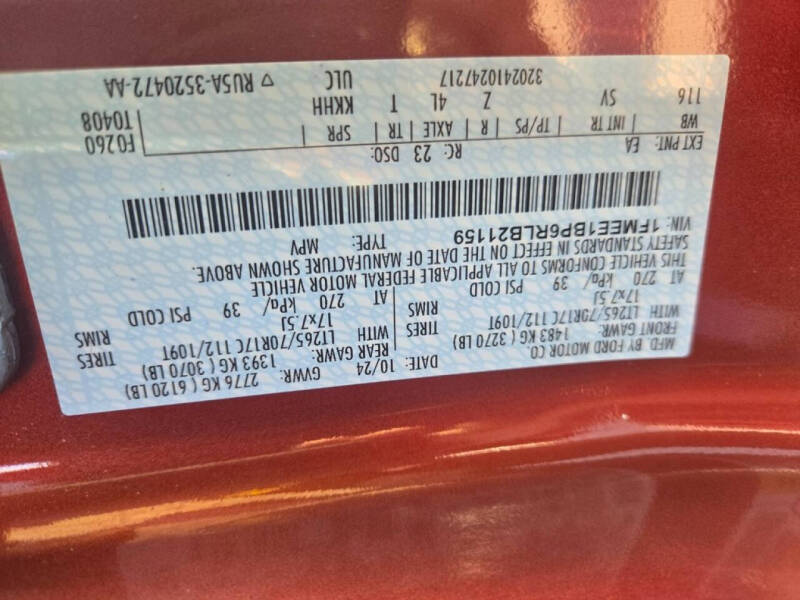 MFD. BY FORD MOTOR CO.
DATE: 10/24 GVWR: 2776 KG ( 6120 LB)
FRONT GAWR: 1483 KG ( 3270 LB) REAR GAWR: 1393 KG ( 3070 LB)
WITH LT265/70R17C 112/109T TIRES WITH LT265/70R17C 112/109T TIRES
17x7.5J RIMS 17x7.5J RIMS
AT 270 kPa/ 39 PSI COLD AT 270 kPa/ 39 PSI COLD
THIS VEHICLE CONFORMS TO ALL APPLICABLE FEDERAL MOTOR VEHICLE
SAFETY STANDARDS IN EFFECT ON THE DATE OF MANUFACTURE SHOWN ABOVE.
VIN: 1FMEE1BP6RLB21159 TYPE: MPV
EXT PNT: EA RC: 23 DSO: F0260
WB | INT TR | TP/PS | R | AXLE | TR | SPR T0408
116 SV Z 4L T KKHH
3202410247217 ULC ▽ RU5A-3520472-AA